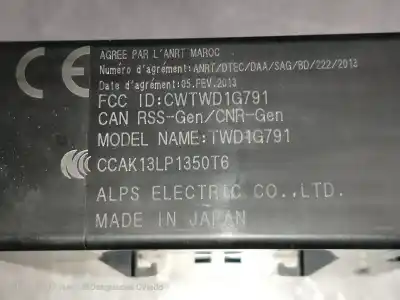 CE
AGREE PAR L'ANRT MAROC
Numéro d'agrément:ANRT/DTEC/DAA/SAG/BD/222/2013
Date d'agrément:05.FEV.2013
FCC ID:CWTWD1G791
CAN RSS-Gen/CNR-Gen
MODEL NAME:TWD1G791
CCAK13LP1350T6
ALPS ELECTRIC CO.,LTD.
MADE IN JAPAN